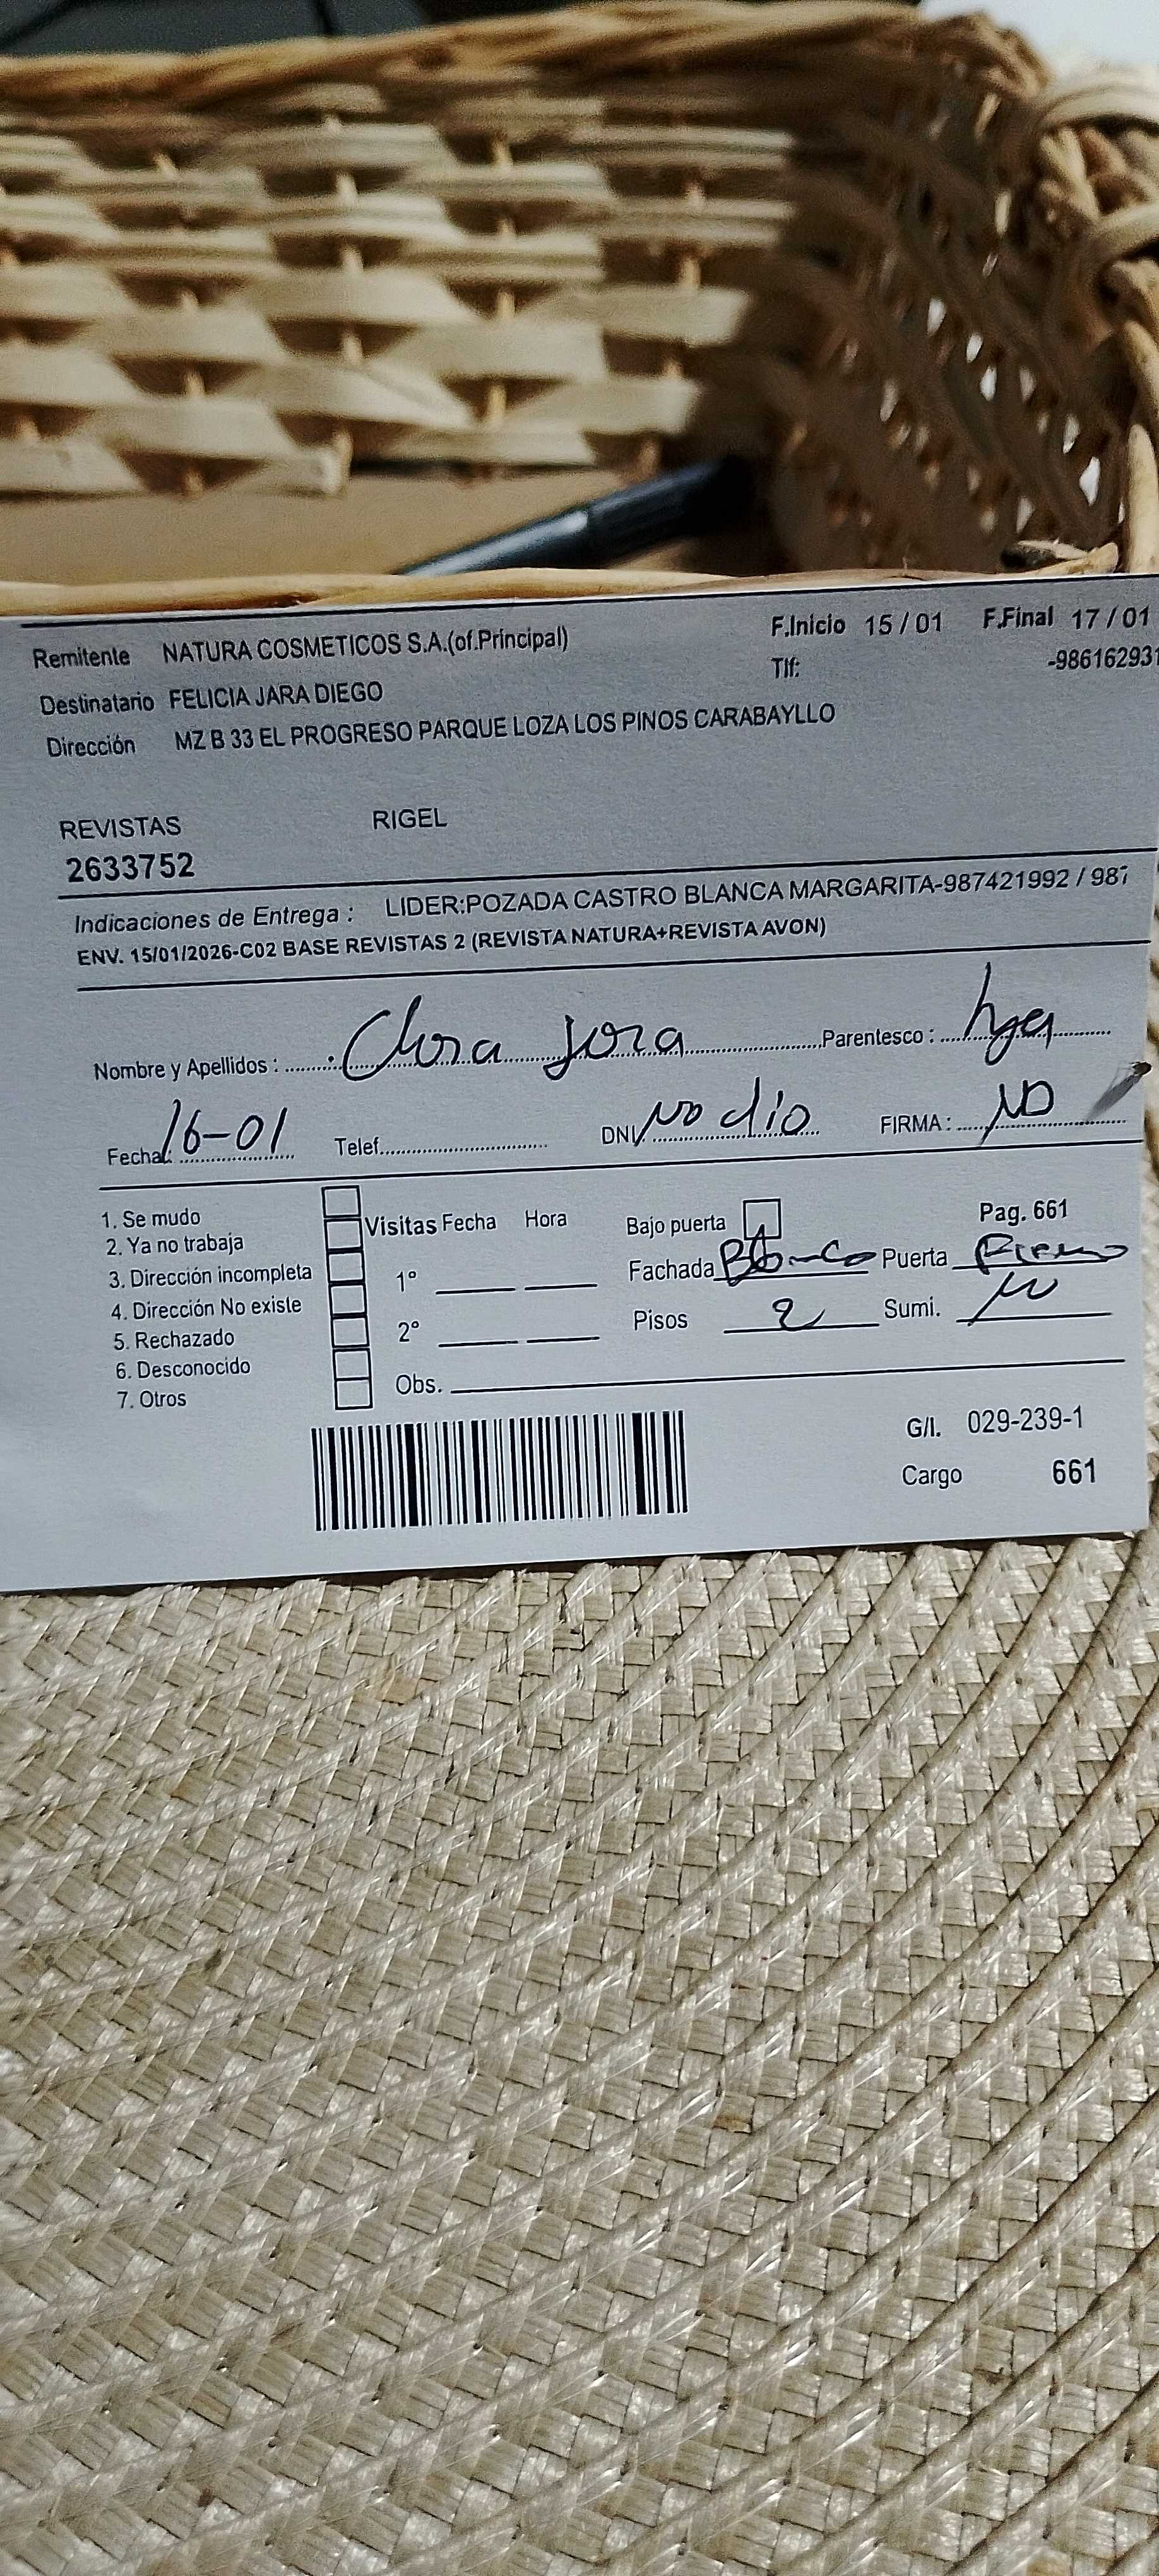 Remitente NATURA COSMETICOS S.A.(of.Principal) F.Inicio 15 / 01 F.Final 17 / 01
Tlf: -986162931
Destinatario FELICIA JARA DIEGO
Dirección MZ B 33 EL PROGRESO PARQUE LOZA LOS PINOS CARABAYLLO
REVISTAS RIGEL
2633752
Indicaciones de Entrega : LIDER:POZADA CASTRO BLANCA MARGARITA-987421992 / 987
ENV. 15/01/2026-C02 BASE REVISTAS 2 (REVISTA NATURA+REVISTA AVON)
Nombre y Apellidos : Jara Parentesco :
Fecha: 16-01 Telef. DNI No dio FIRMA : NO
1. Se mudo
2. Ya no trabaja
3. Dirección incompleta
4. Dirección No existe
5. Rechazado
6. Desconocido
7. Otros
Visitas Fecha Hora
1°
2°
Obs.
Bajo puerta Pag. 661
Fachada Blanco Puerta
Pisos 2 Sumi.
G/I. 029-239-1
Cargo 661